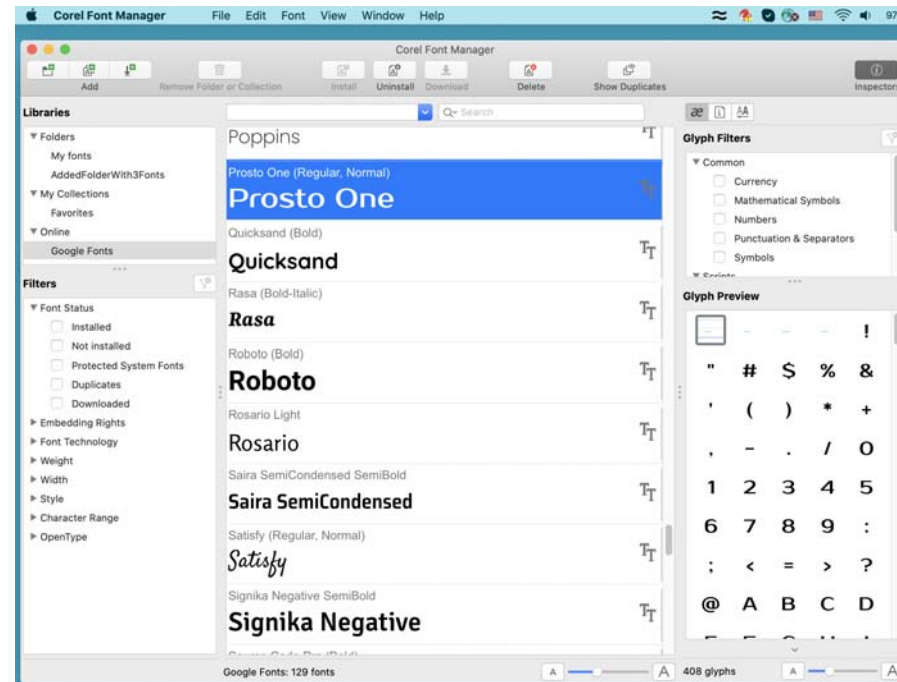 Corel Font Manager File Edit Font View Window Help 97
Corel Font Manager
Add Remove Folder or Collection Install Uninstall Download Delete Show Duplicates Inspectors
Libraries
Folders
My fonts
AddedFolderWith3Fonts
My Collections
Favorites
Online
Google Fonts
Filters
Font Status
Installed
Not installed
Protected System Fonts
Duplicates
Downloaded
Embedding Rights
Font Technology
Weight
Width
Style
Character Range
OpenType
Search
Poppins
Prosto One (Regular, Normal)
Prosto One
Quicksand (Bold)
Quicksand
Rasa (Bold-Italic)
Rasa
Roboto (Bold)
Roboto
Rosario Light
Rosario
Saira SemiCondensed SemiBold
Saira SemiCondensed
Satisfy (Regular, Normal)
Satisfy
Signika Negative SemiBold
Signika Negative
Google Fonts: 129 fonts
A A
Glyph Filters
Common
Currency
Mathematical Symbols
Numbers
Punctuation & Separators
Symbols
Scripts
Glyph Preview
!
" # $ % &
' ( ) * +
, - . / 0
1 2 3 4 5
6 7 8 9 :
; < = > ?
@ A B C D
408 glyphs A A